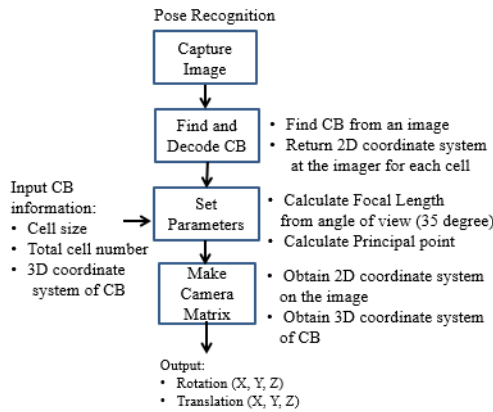 Pose Recognition
Capture
Image
Find and
Decode CB
• Find CB from an image
• Return 2D coordinate system
at the imager for each cell
Input CB
information:
• Cell size
• Total cell number
• 3D coordinate
system of CB
Set
Parameters
• Calculate Focal Length
from angle of view (35 degree)
• Calculate Principal point
Make
Camera
Matrix
• Obtain 2D coordinate system
on the image
• Obtain 3D coordinate system
of CB
Output:
• Rotation (X, Y, Z)
• Translation (X, Y, Z)